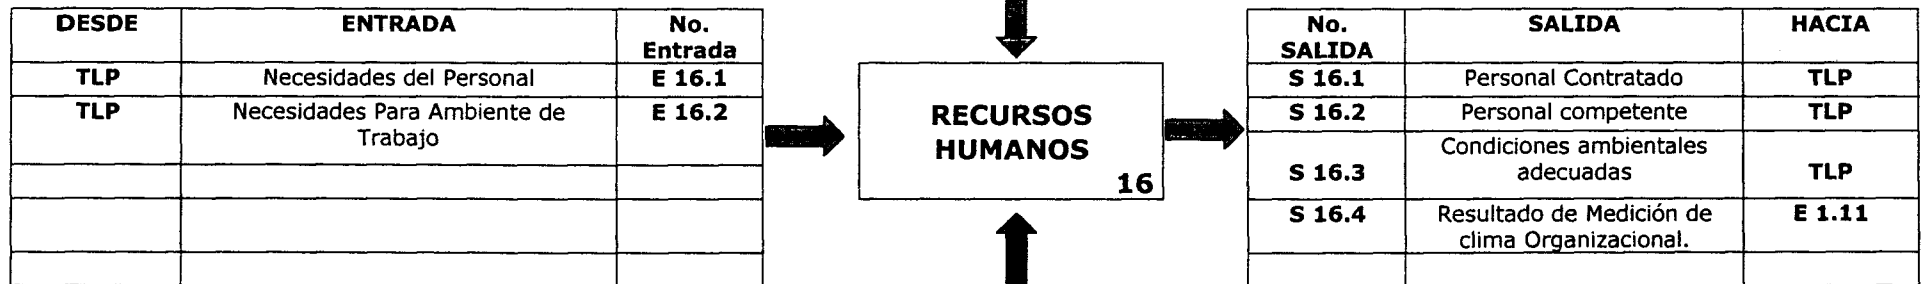 DESDE ENTRADA No. Entrada
TLP Necesidades del Personal E 16.1
TLP Necesidades Para Ambiente de Trabajo E 16.2
RECURSOS
HUMANOS
16
No. SALIDA SALIDA HACIA
S 16.1 Personal Contratado TLP
S 16.2 Personal competente TLP
S 16.3 Condiciones ambientales adecuadas TLP
S 16.4 Resultado de Medición de clima Organizacional. E 1.11